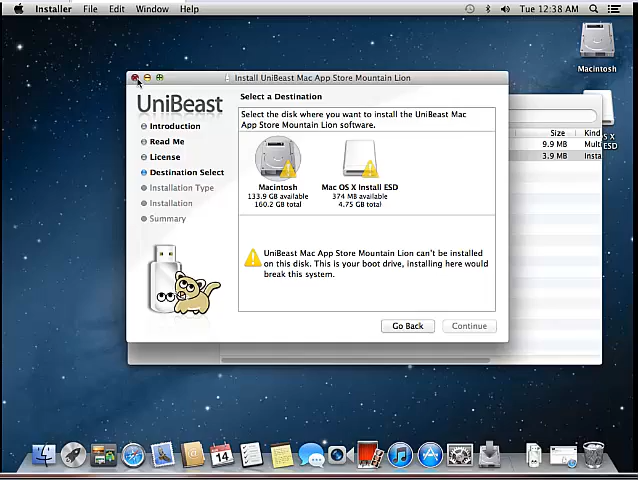 Installer File Edit Window Help Tue 12:38 AM
Install UniBeast Mac App Store Mountain Lion
Macintosh
UniBeast
Introduction
Read Me
License
Destination Select
Installation Type
Installation
Summary
Select a Destination
Select the disk where you want to install the UniBeast Mac
App Store Mountain Lion software.
Macintosh
133.9 GB available
160.2 GB total
Mac OS X Install ESD
374 MB available
4.75 GB total
UniBeast Mac App Store Mountain Lion can't be installed
on this disk. This is your boot drive, installing here would
break this system.
Go Back
Continue
Size Kind
9.9 MB Multi
3.9 MB Insta
S X
ESD
14